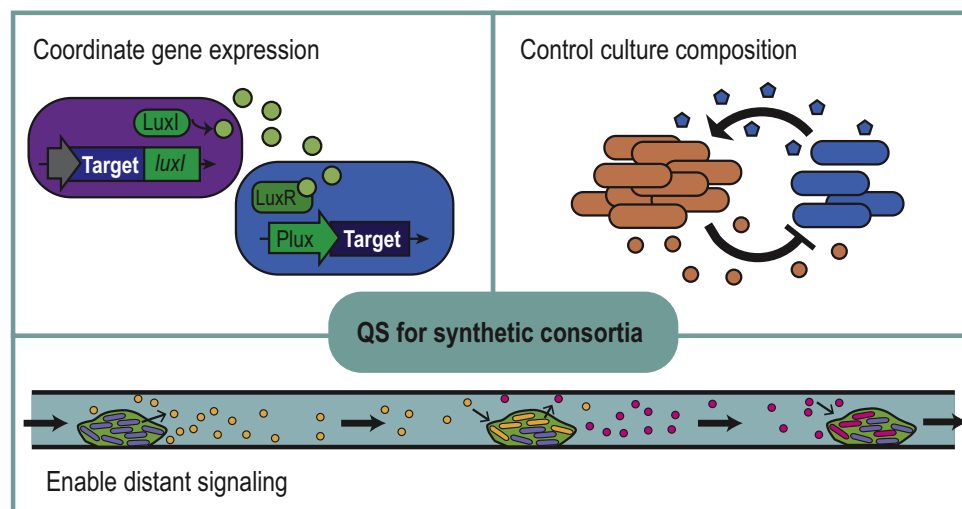 Coordinate gene expression
LuxI
Target luxI
LuxR
Plux Target
Control culture composition
QS for synthetic consortia
Enable distant signaling